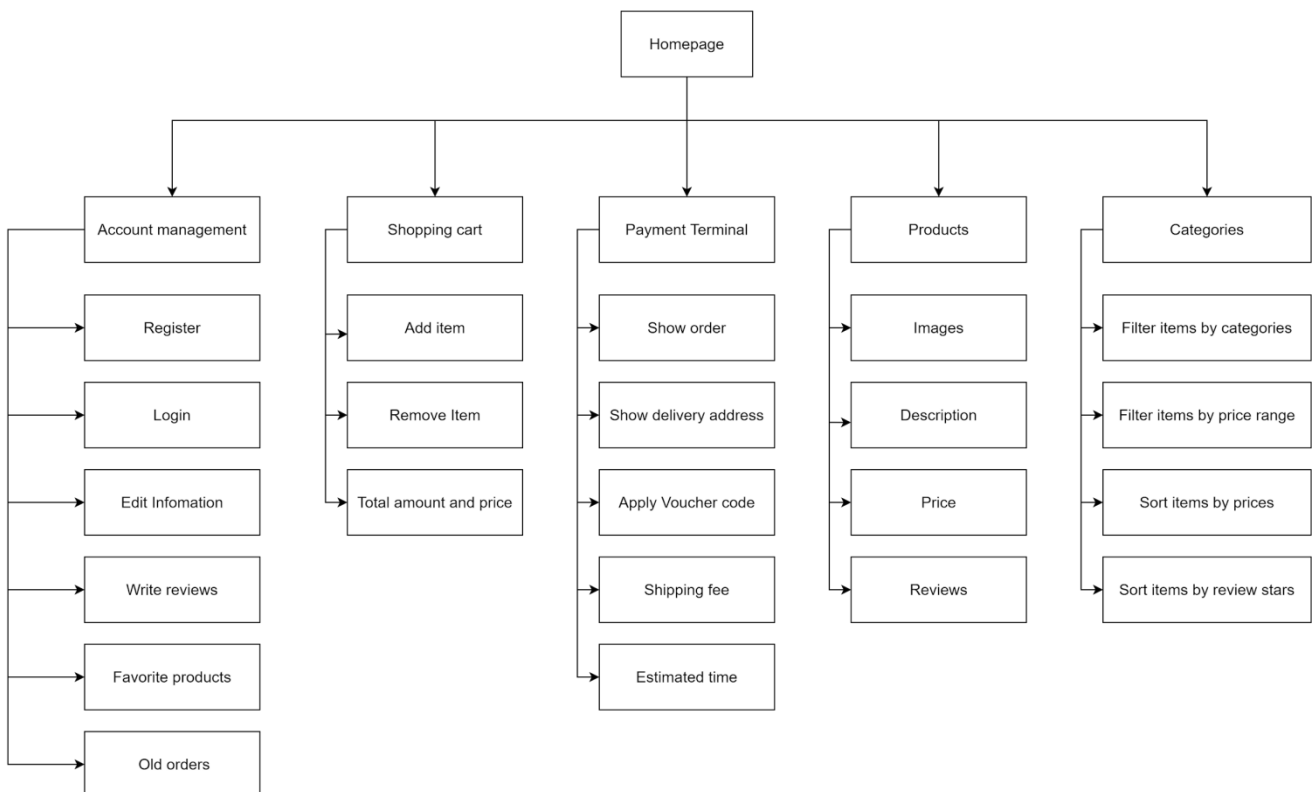 Homepage
Account management
Shopping cart
Payment Terminal
Products
Categories
Register
Add item
Show order
Images
Filter items by categories
Login
Remove Item
Show delivery address
Description
Filter items by price range
Edit Infomation
Total amount and price
Apply Voucher code
Price
Sort items by prices
Write reviews
Shipping fee
Reviews
Sort items by review stars
Favorite products
Estimated time
Old orders